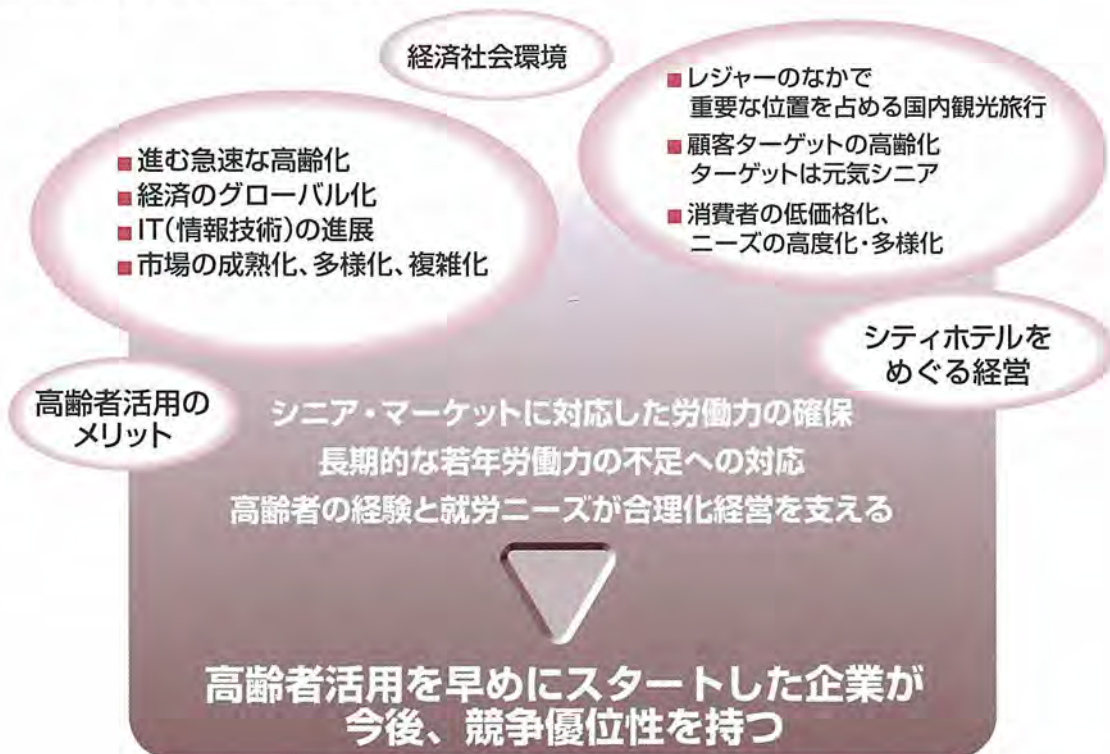 経済社会環境
■進む急速な高齢化
■経済のグローバル化
■IT(情報技術)の進展
■市場の成熟化、多様化、複雑化
■レジャーのなかで
重要な位置を占める国内観光旅行
■顧客ターゲットの高齢化
ターゲットは元気シニア
■消費者の低価格化、
ニーズの高度化・多様化
シティホテルを
めぐる経営
高齢者活用の
メリット
シニア・マーケットに対応した労働力の確保
長期的な若年労働力の不足への対応
高齢者の経験と就労ニーズが合理化経営を支える
高齢者活用を早めにスタートした企業が
今後、競争優位性を持つ